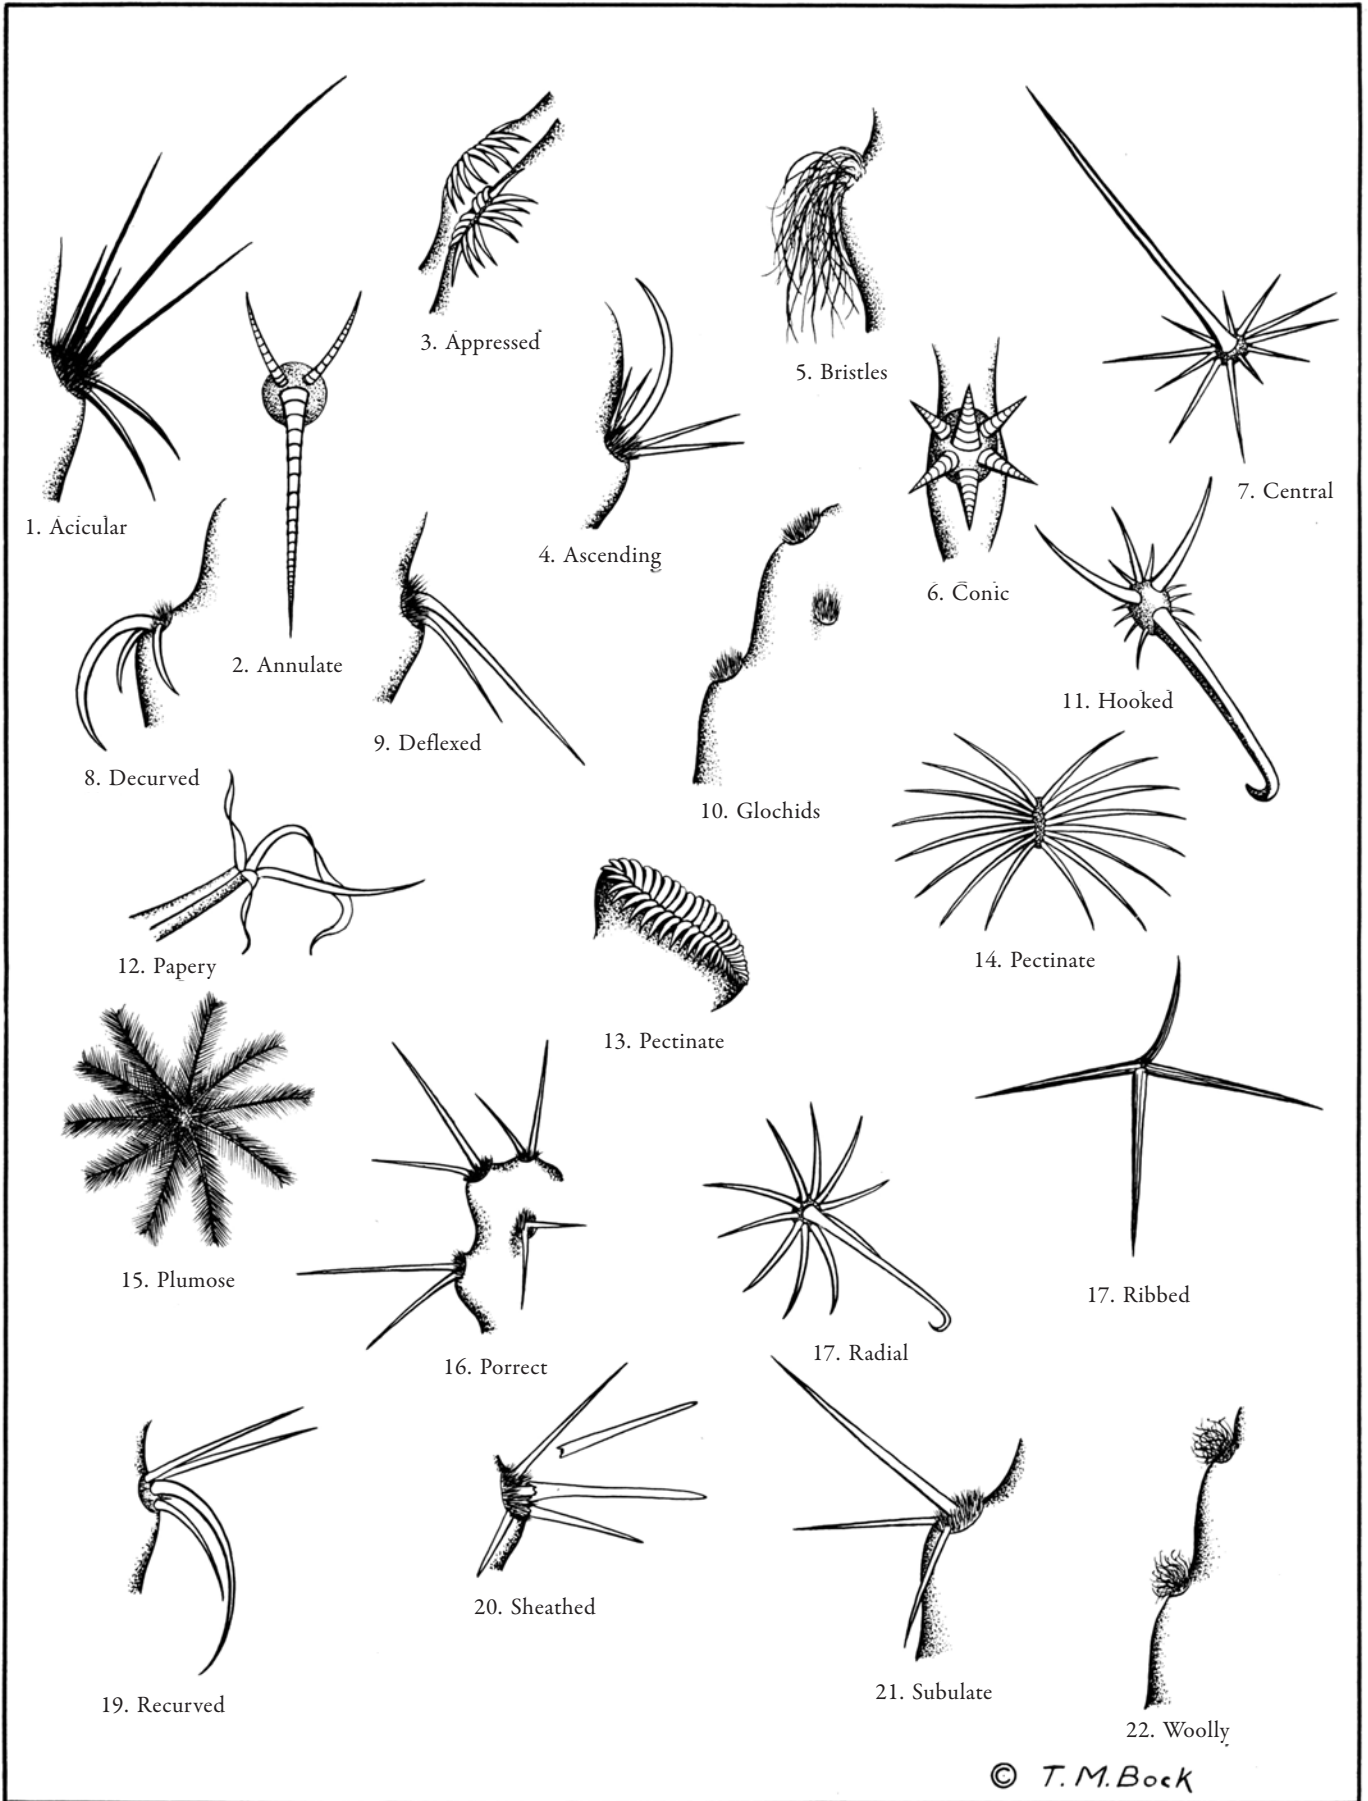 3. Appressed
5. Bristles
7. Central
1. Acicular
4. Ascending
6. Conic
2. Annulate
11. Hooked
9. Deflexed
8. Decurved
10. Glochids
14. Pectinate
12. Papery
13. Pectinate
15. Plumose
17. Ribbed
17. Radial
16. Porrect
20. Sheathed
21. Subulate
19. Recurved
22. Woolly
© T.M.Bock